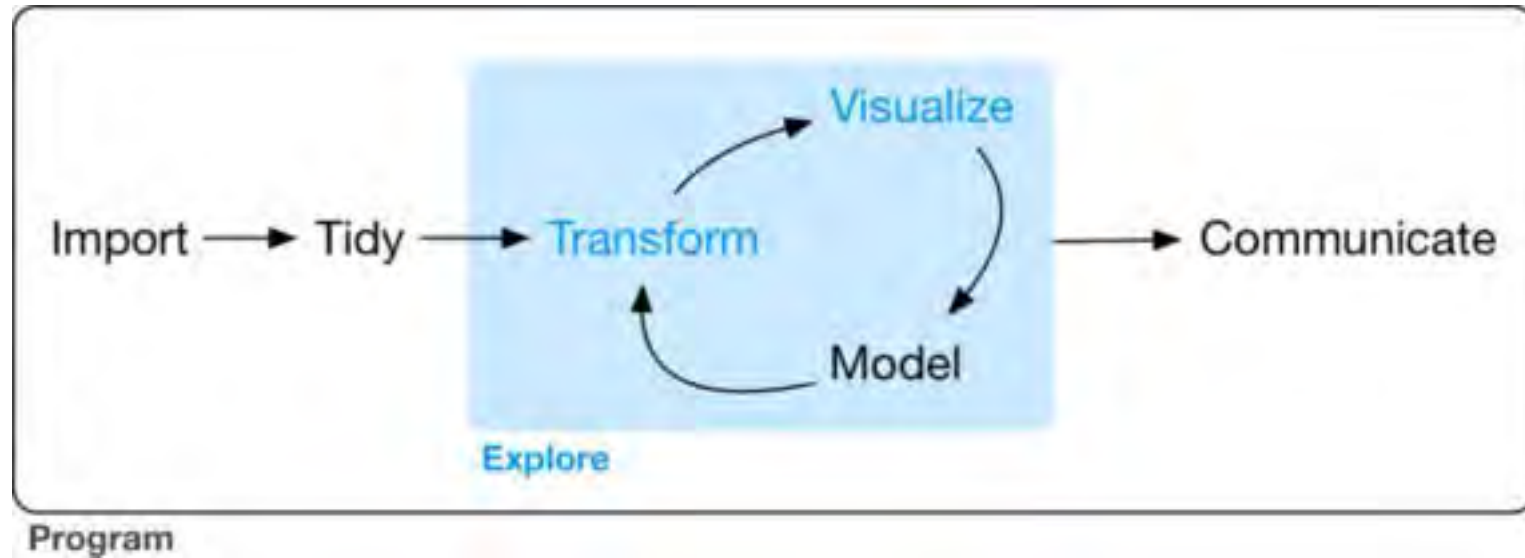 Visualize
Import Tidy Transform Communicate
Model
Explore
Program